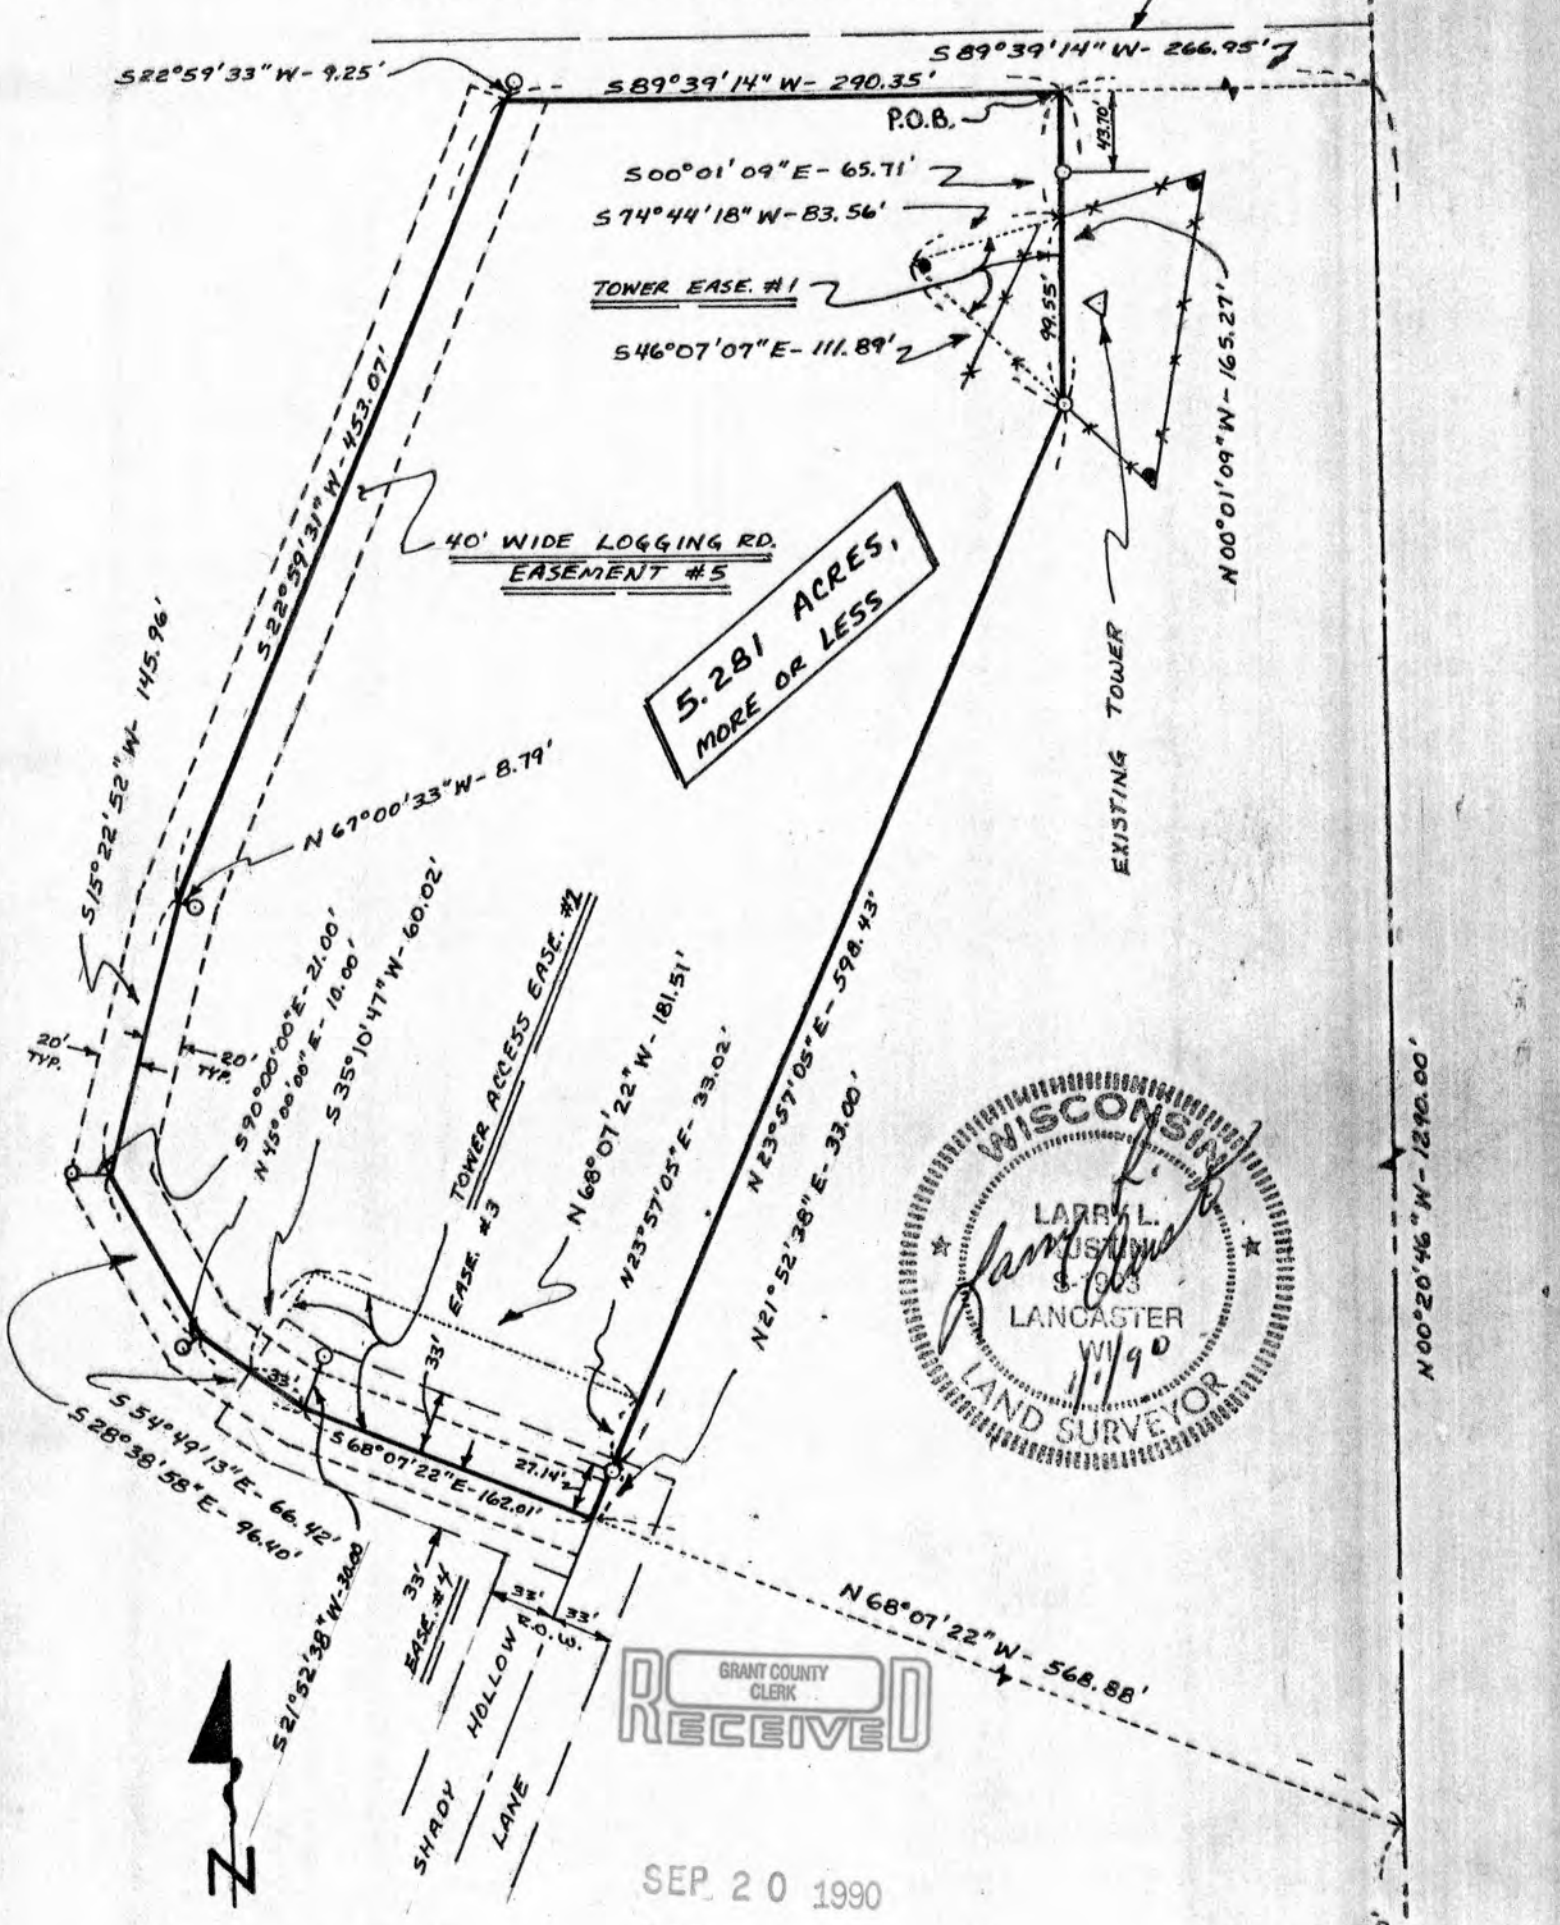 S89°39'14"W- 266.95'
S22°59'33"W- 9.25'
S89°39'14"W- 290.35'
P.O.B.
43.70'
S00°01'09"E- 65.71'
S74°44'18"W-83.56'
TOWER EASE. #1
99.55'
S46°07'07"E- 111.89'
N00°01'09"W- 165.27'
S22°59'31"W- 453.07'
40' WIDE LOGGING RD.
EASEMENT #5
5.281 ACRES,
MORE OR LESS
EXISTING TOWER
S15°22'52"W- 145.96'
N67°00'33"W- 8.79'
20'
TYP.
20'
TYP.
S90°00'00"E- 21.00'
N45°00'00"E- 10.00'
S35°10'47"W- 60.02'
TOWER ACCESS EASE. #2
33' EASE. #3
N68°07'22"W- 181.51'
N23°57'05"E- 33.02'
N23°57'05"E- 598.43'
N21°52'38"E- 33.00'
N00°20'46"W- 1290.00'
WISCONSIN
LARRY L.
S-1903
LANCASTER
WI
LAND SURVEYOR
33'
S68°07'22"E-162.01'
27.14'
S54°49'13"E- 66.42'
S28°38'58"E- 96.40'
S21°52'38"W-30.00
33'
EASE. #4
33'
33'
R.O.W.
SHADY HOLLOW
LANE
N68°07'22"W- 568.88'
GRANT COUNTY
CLERK
RECEIVED
N
SEP 20 1990